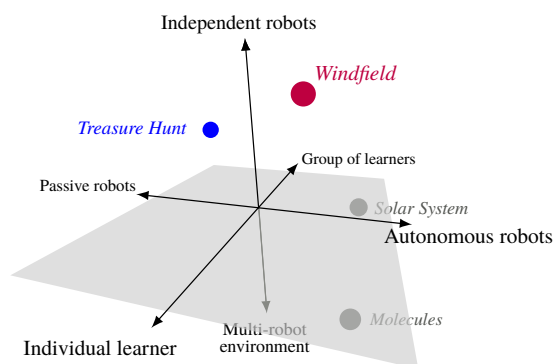 Independent robots
Windfield
Treasure Hunt
Group of learners
Passive robots
Solar System
Autonomous robots
Molecules
Multi-robot
environment
Individual learner